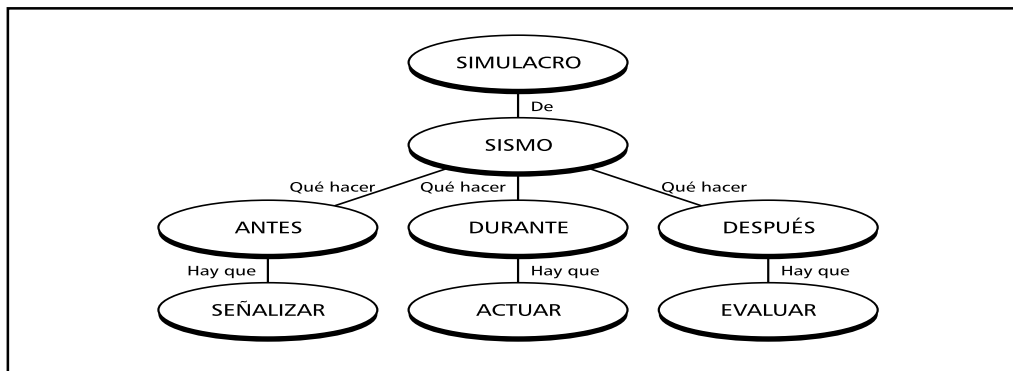 SIMULACRO
De
SISMO
Qué hacer
Qué hacer
Qué hacer
ANTES
DURANTE
DESPUÉS
Hay que
Hay que
Hay que
SEÑALIZAR
ACTUAR
EVALUAR